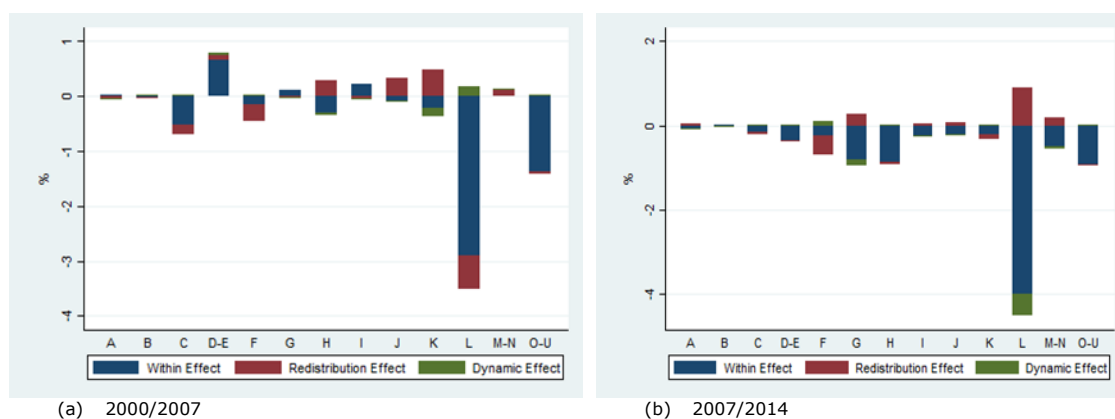 1
0
-1
-2
-3
-4
%
A B C D-E F G H I J K L M-N O-U
Within Effect Redistribution Effect Dynamic Effect
(a) 2000/2007
2
0
-2
-4
%
A B C D-E F G H I J K L M-N O-U
Within Effect Redistribution Effect Dynamic Effect
(b) 2007/2014